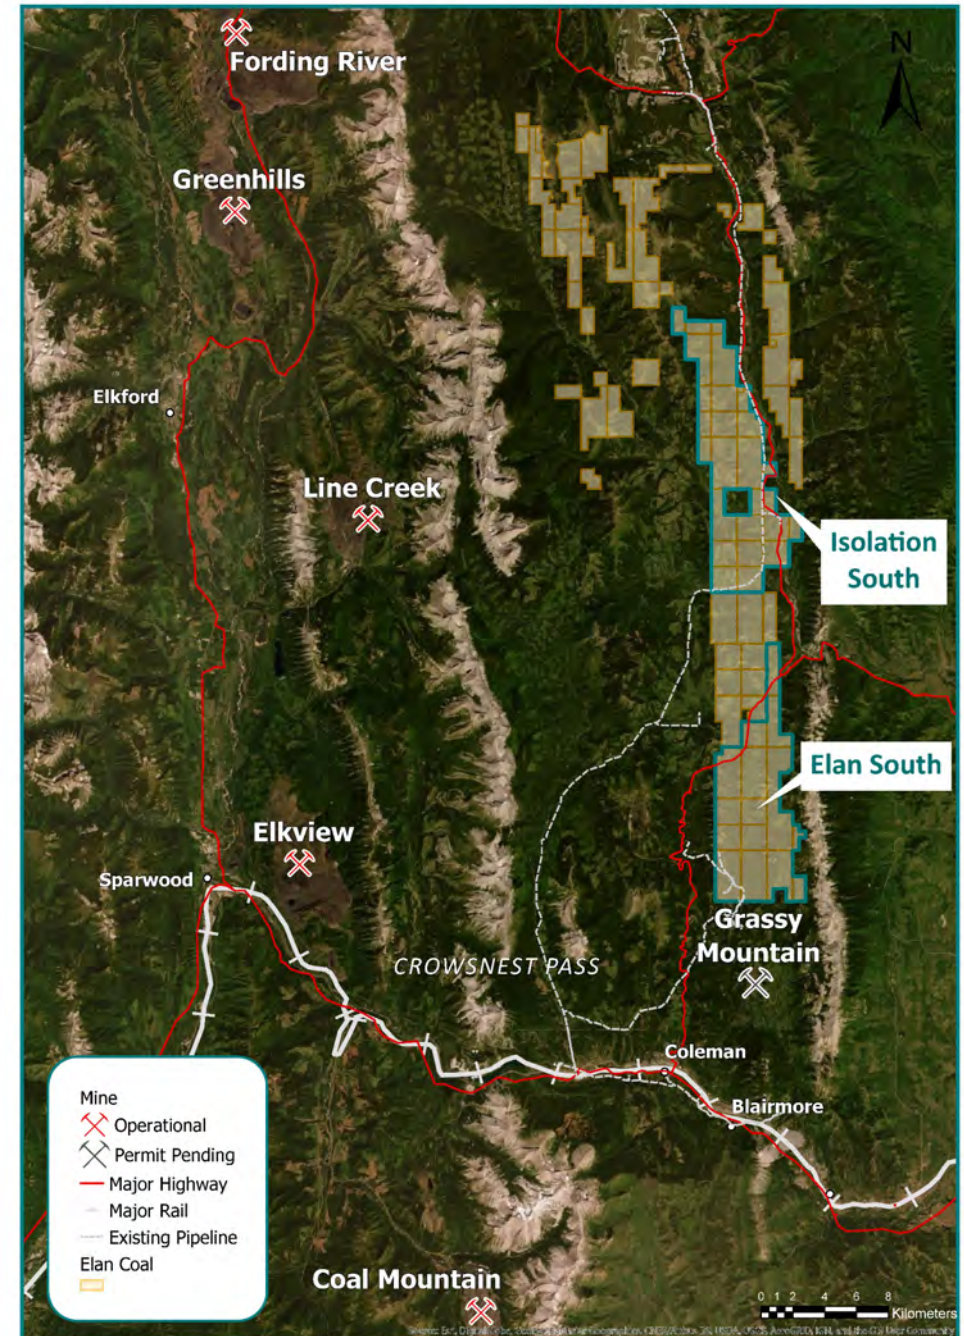 N
Fording River
Greenhills
Elkford
Line Creek
Isolation
South
Elan South
Elkview
Sparwood
Grassy
Mountain
CROWSNEST PASS
Coleman
Blairmore
Mine
Operational
Permit Pending
Major Highway
Major Rail
Existing Pipeline
Elan Coal
Coal Mountain
0 1 2 4 6 8
Kilometers